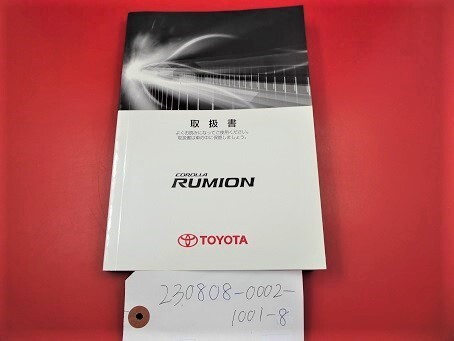 取扱書
よくお読みになってご使用ください。
取扱書は車の中に保管しましょう。
COROLLA
RUMION
TOYOTA
230808-0002-
1001-8